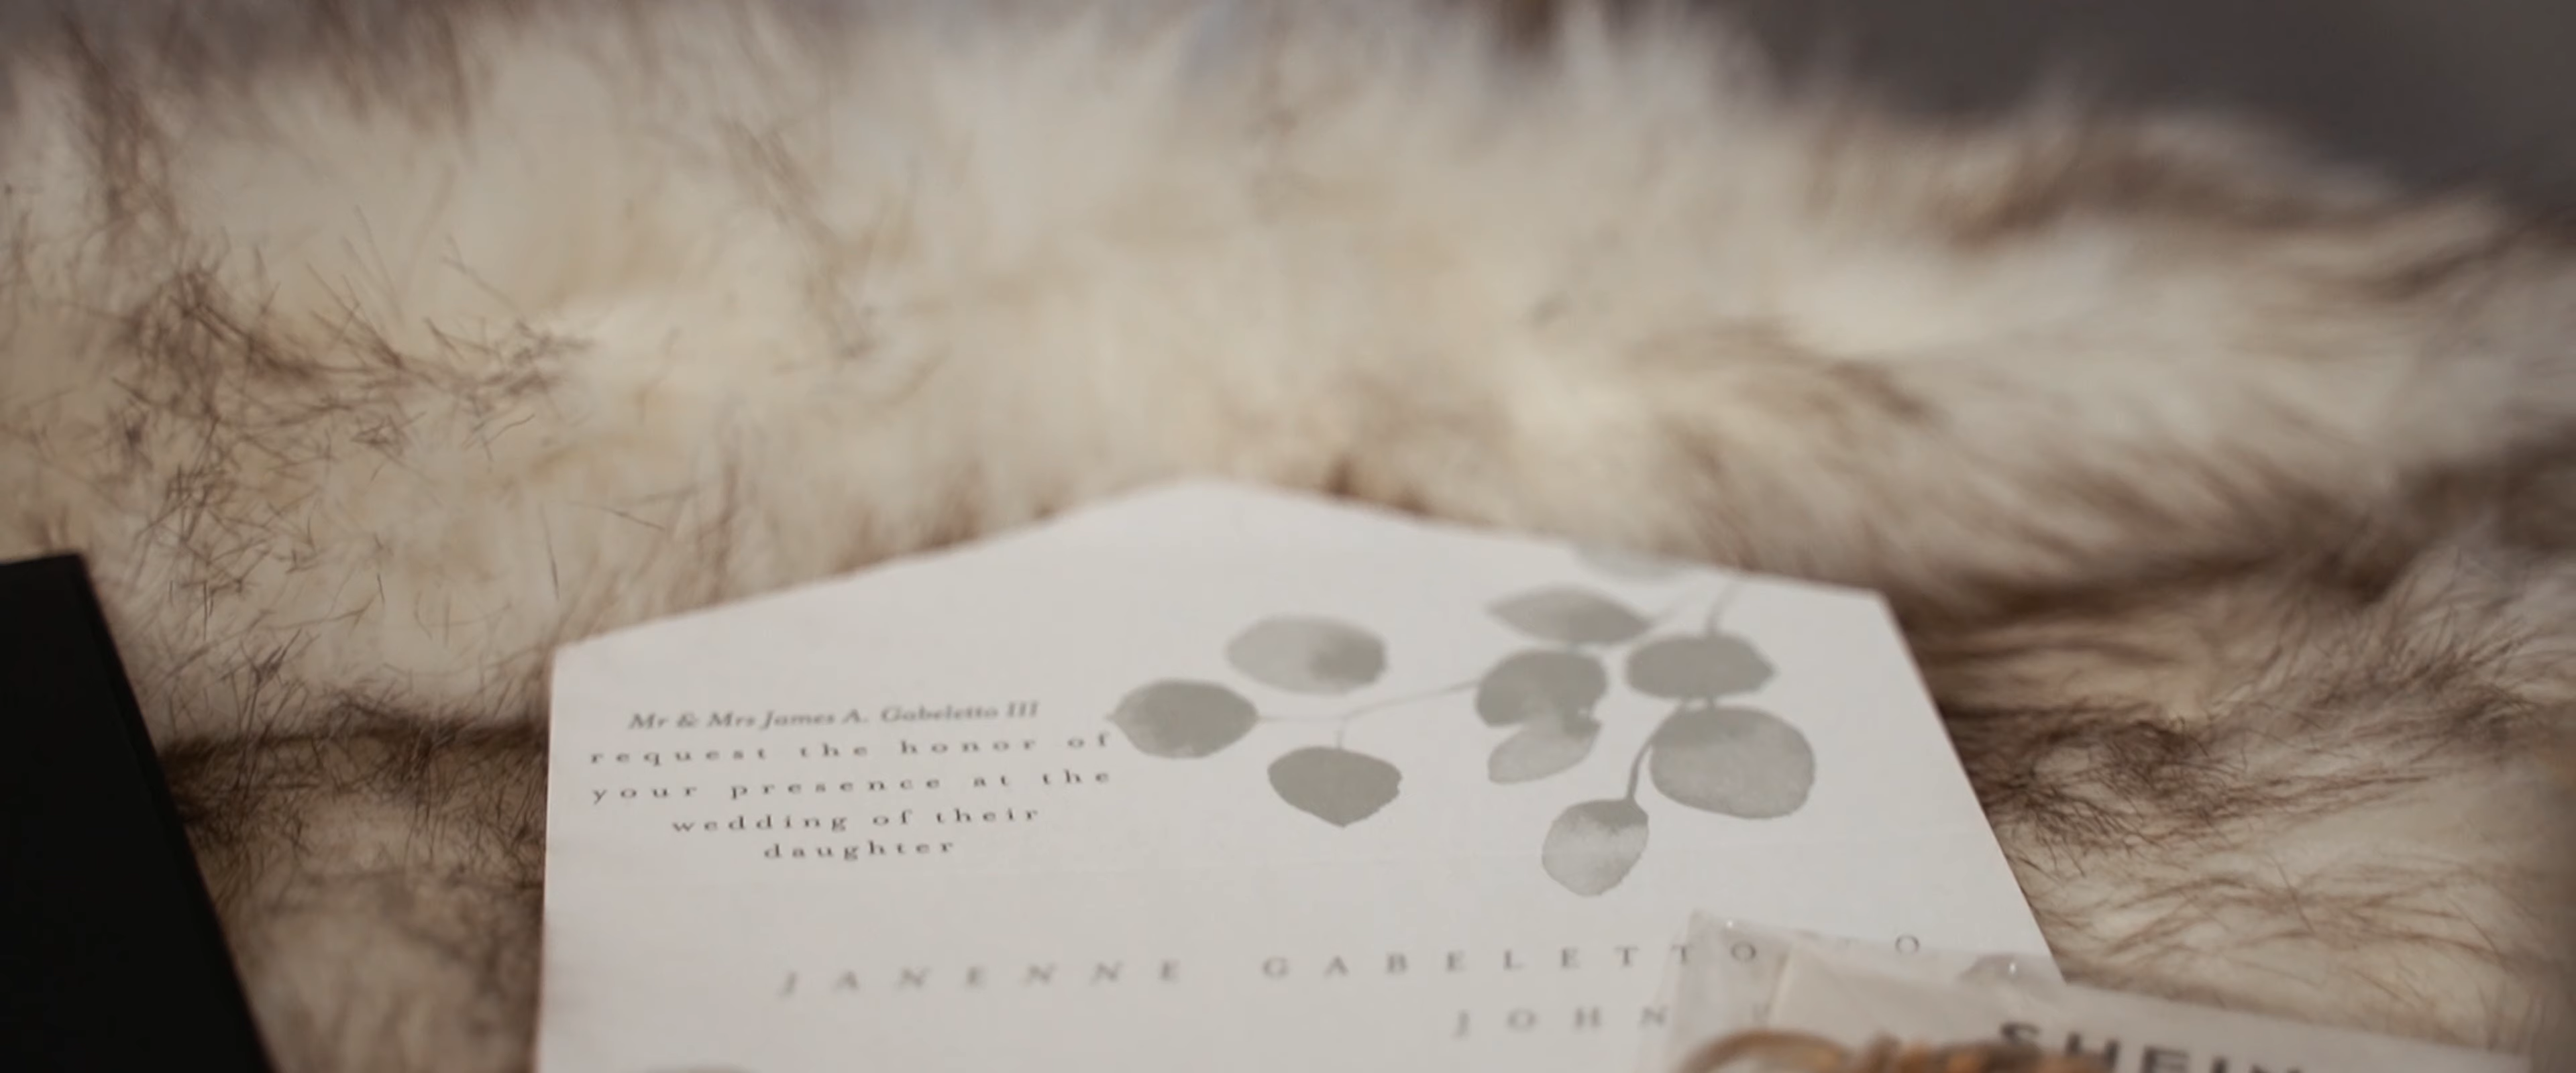 Mr & Mrs James A. Gabeletto III
request the honor of
your presence at the
wedding of their
daughter
JANENNE GABELETTO
JOHN
SHEIN